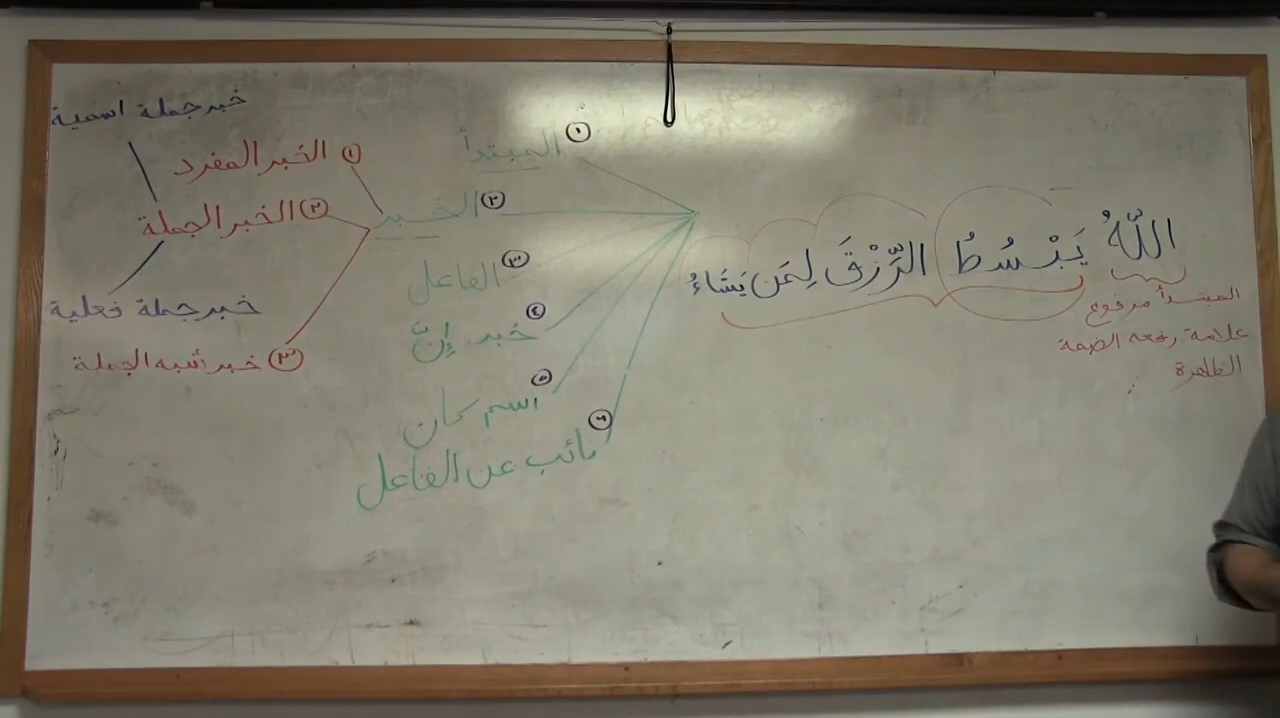 اللّٰهُ يَبْسُطُ الرِّزْقَ لِمَن يَشَاءُ
المبتدأ مرفوع
علامة رفعه الضمة
الظاهرة
١ المبتدأ
٢ الخبر
٣ الفاعل
٤ خبر إنّ
٥ اسم كان
٦ نائب عن الفاعل
١ الخبر المفرد
٢ الخبر الجملة
٣ خبر شبه الجملة
خبر جملة اسمية
خبر جملة فعلية